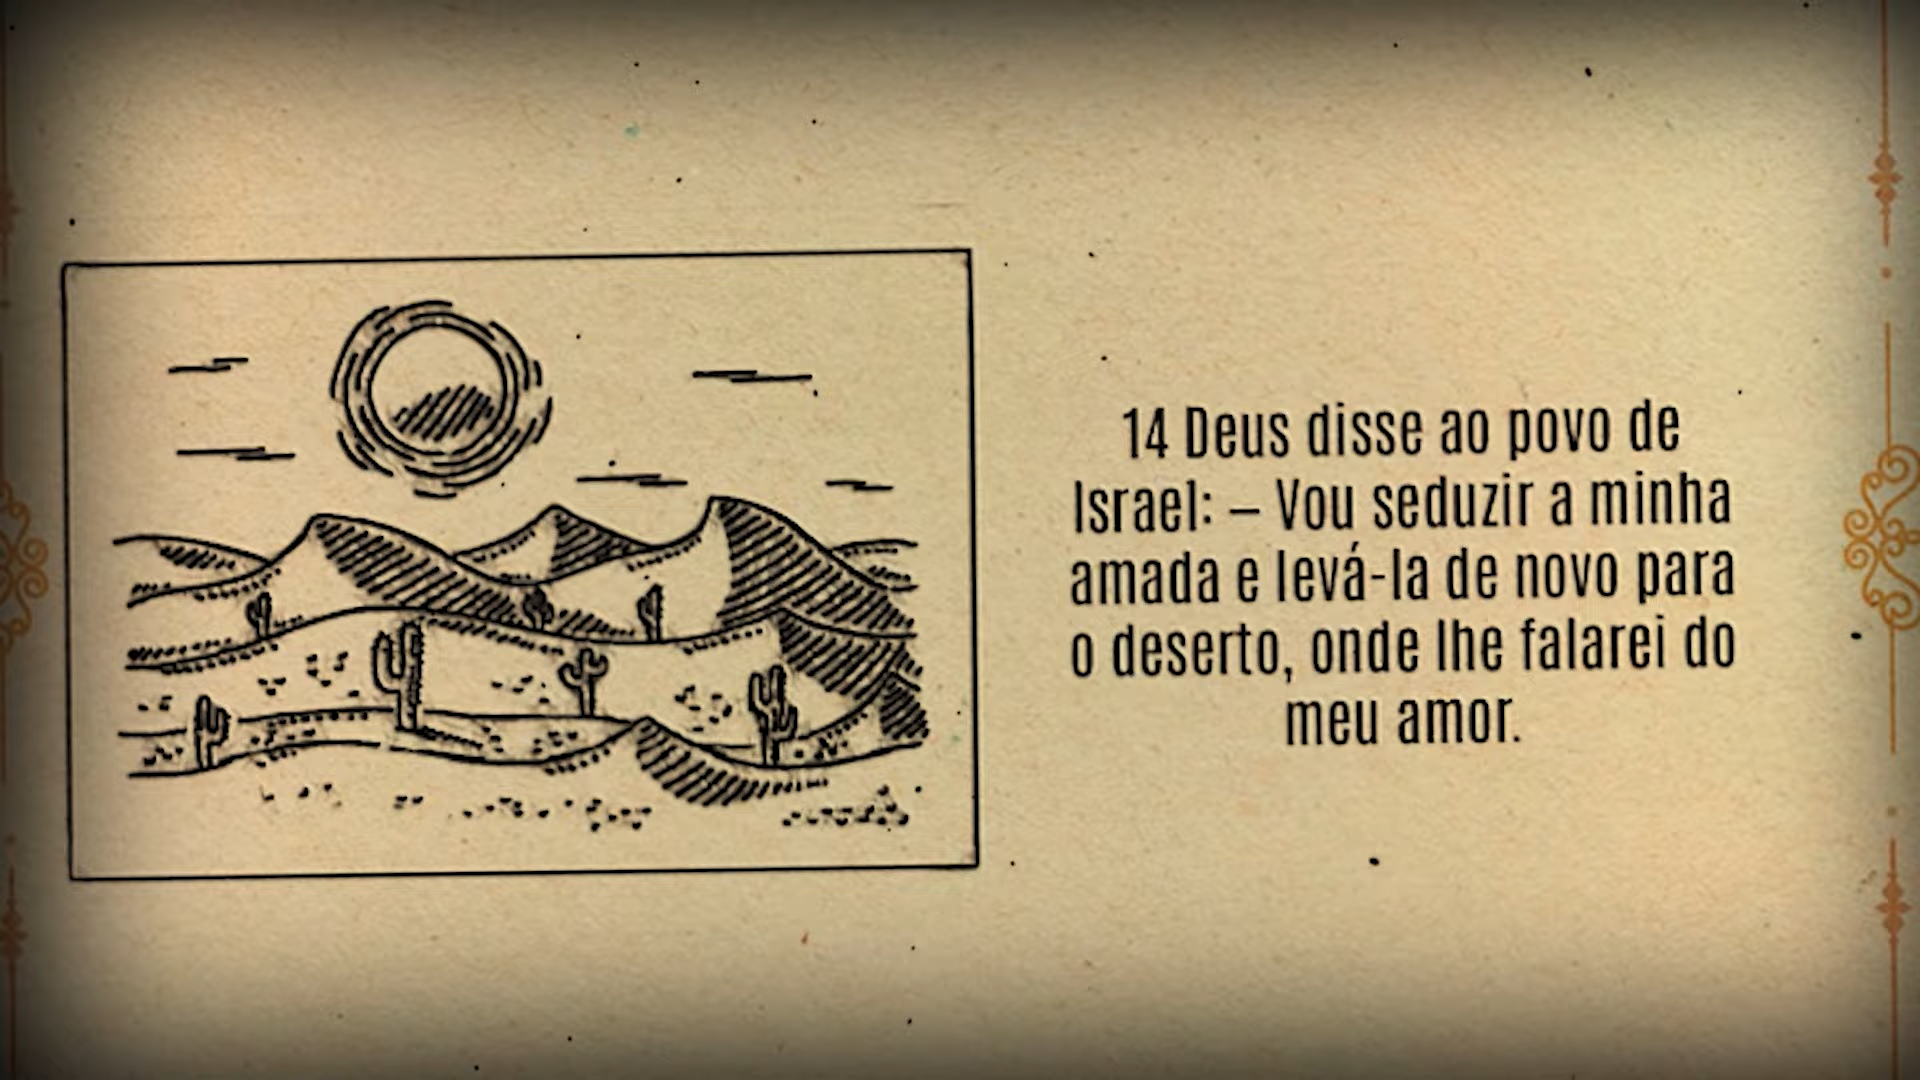 14 Deus disse ao povo de
Israel: – Vou seduzir a minha
amada e levá-la de novo para
o deserto, onde lhe falarei do
meu amor.